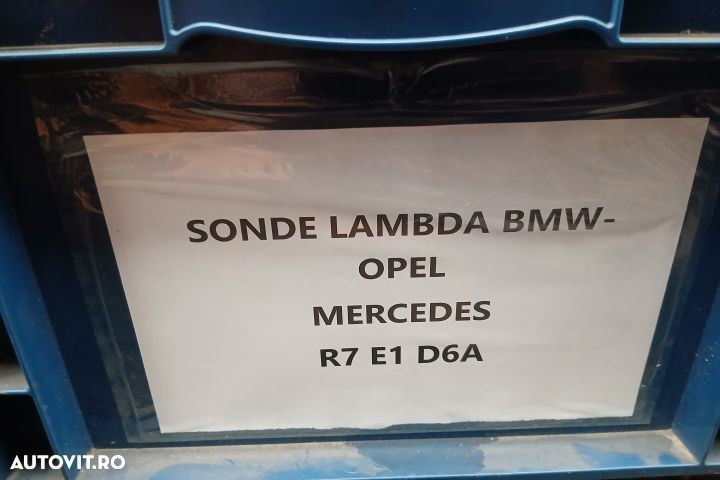 SONDE LAMBDA BMW-
OPEL
MERCEDES
R7 E1 D6A
AUTOVIT.RO